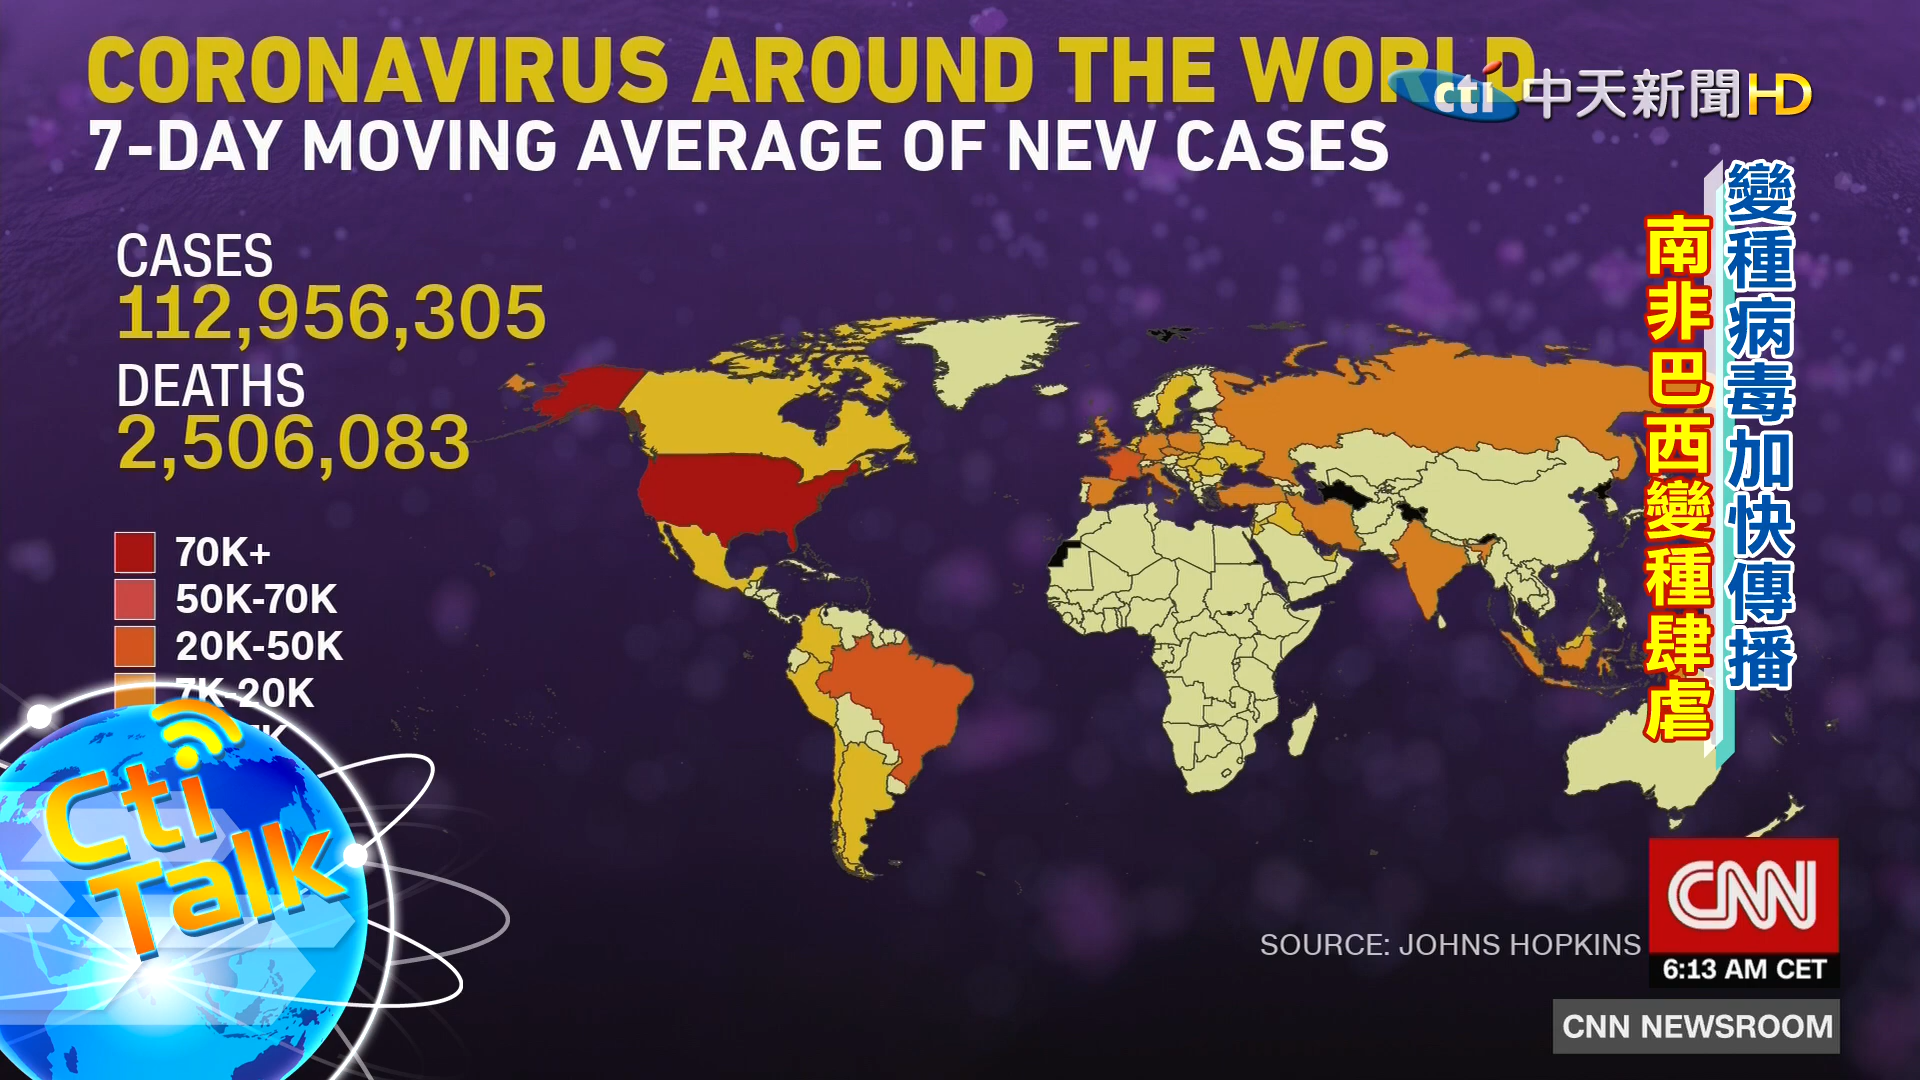 CORONAVIRUS AROUND THE WORLD
cti 中天新聞HD
7-DAY MOVING AVERAGE OF NEW CASES
變種病毒加快傳播
南非巴西變種肆虐
CASES
112,956,305
DEATHS
2,506,083
70K+
50K-70K
20K-50K
7K-20K
Cti
Talk
SOURCE: JOHNS HOPKINS
CNN
6:13 AM CET
CNN NEWSROOM